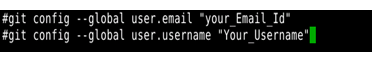 #git config --global user.email "your_Email_Id"
#git config --global user.username "Your_Username"